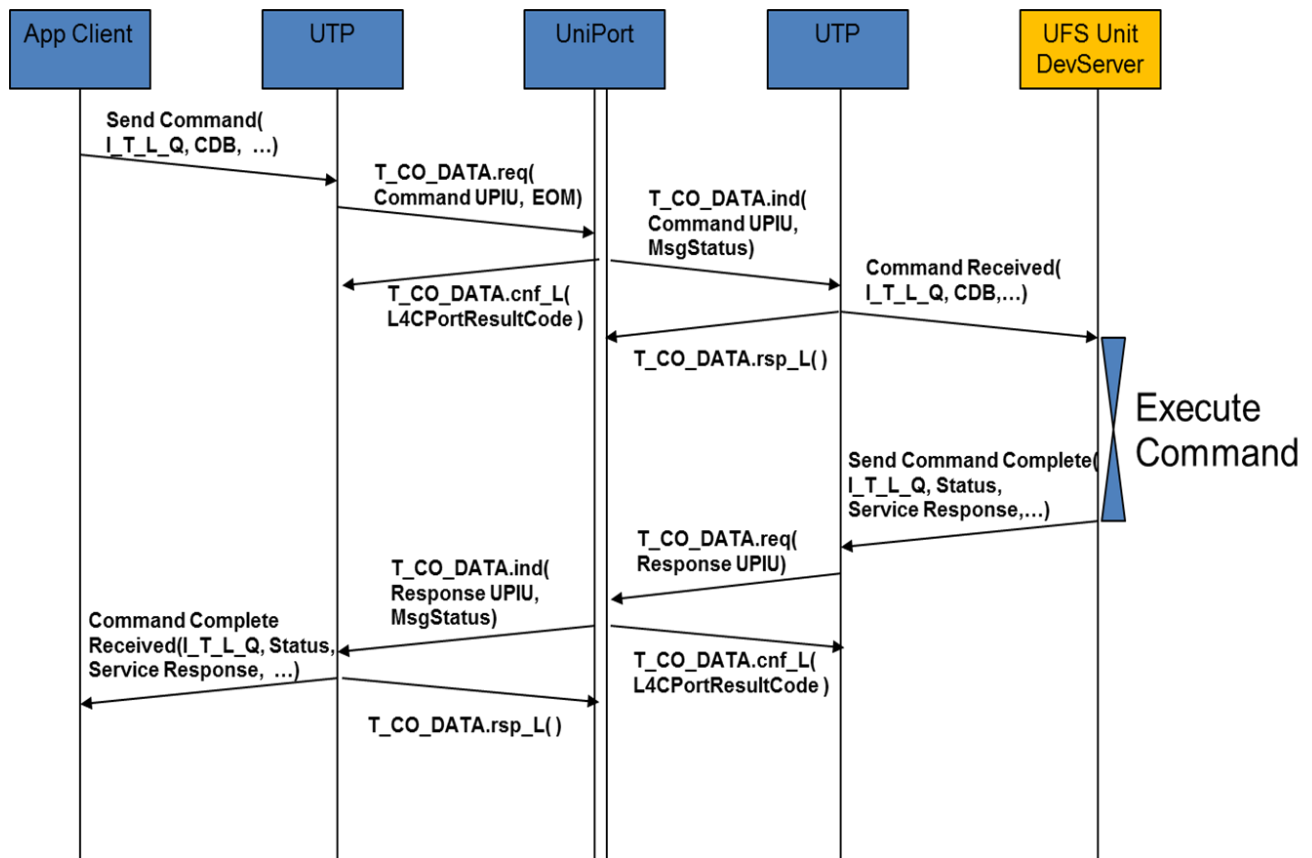 App Client
UTP
UniPort
UTP
UFS Unit
DevServer
Send Command(
I_T_L_Q, CDB, …)
T_CO_DATA.req(
Command UPIU, EOM)
T_CO_DATA.ind(
Command UPIU,
MsgStatus)
Command Received(
I_T_L_Q, CDB,…)
T_CO_DATA.cnf_L(
L4CPortResultCode )
T_CO_DATA.rsp_L( )
Execute
Command
Send Command Complete(
I_T_L_Q, Status,
Service Response,…)
T_CO_DATA.req(
Response UPIU)
T_CO_DATA.ind(
Response UPIU,
MsgStatus)
Command Complete
Received(I_T_L_Q, Status,
Service Response, …)
T_CO_DATA.cnf_L(
L4CPortResultCode )
T_CO_DATA.rsp_L( )